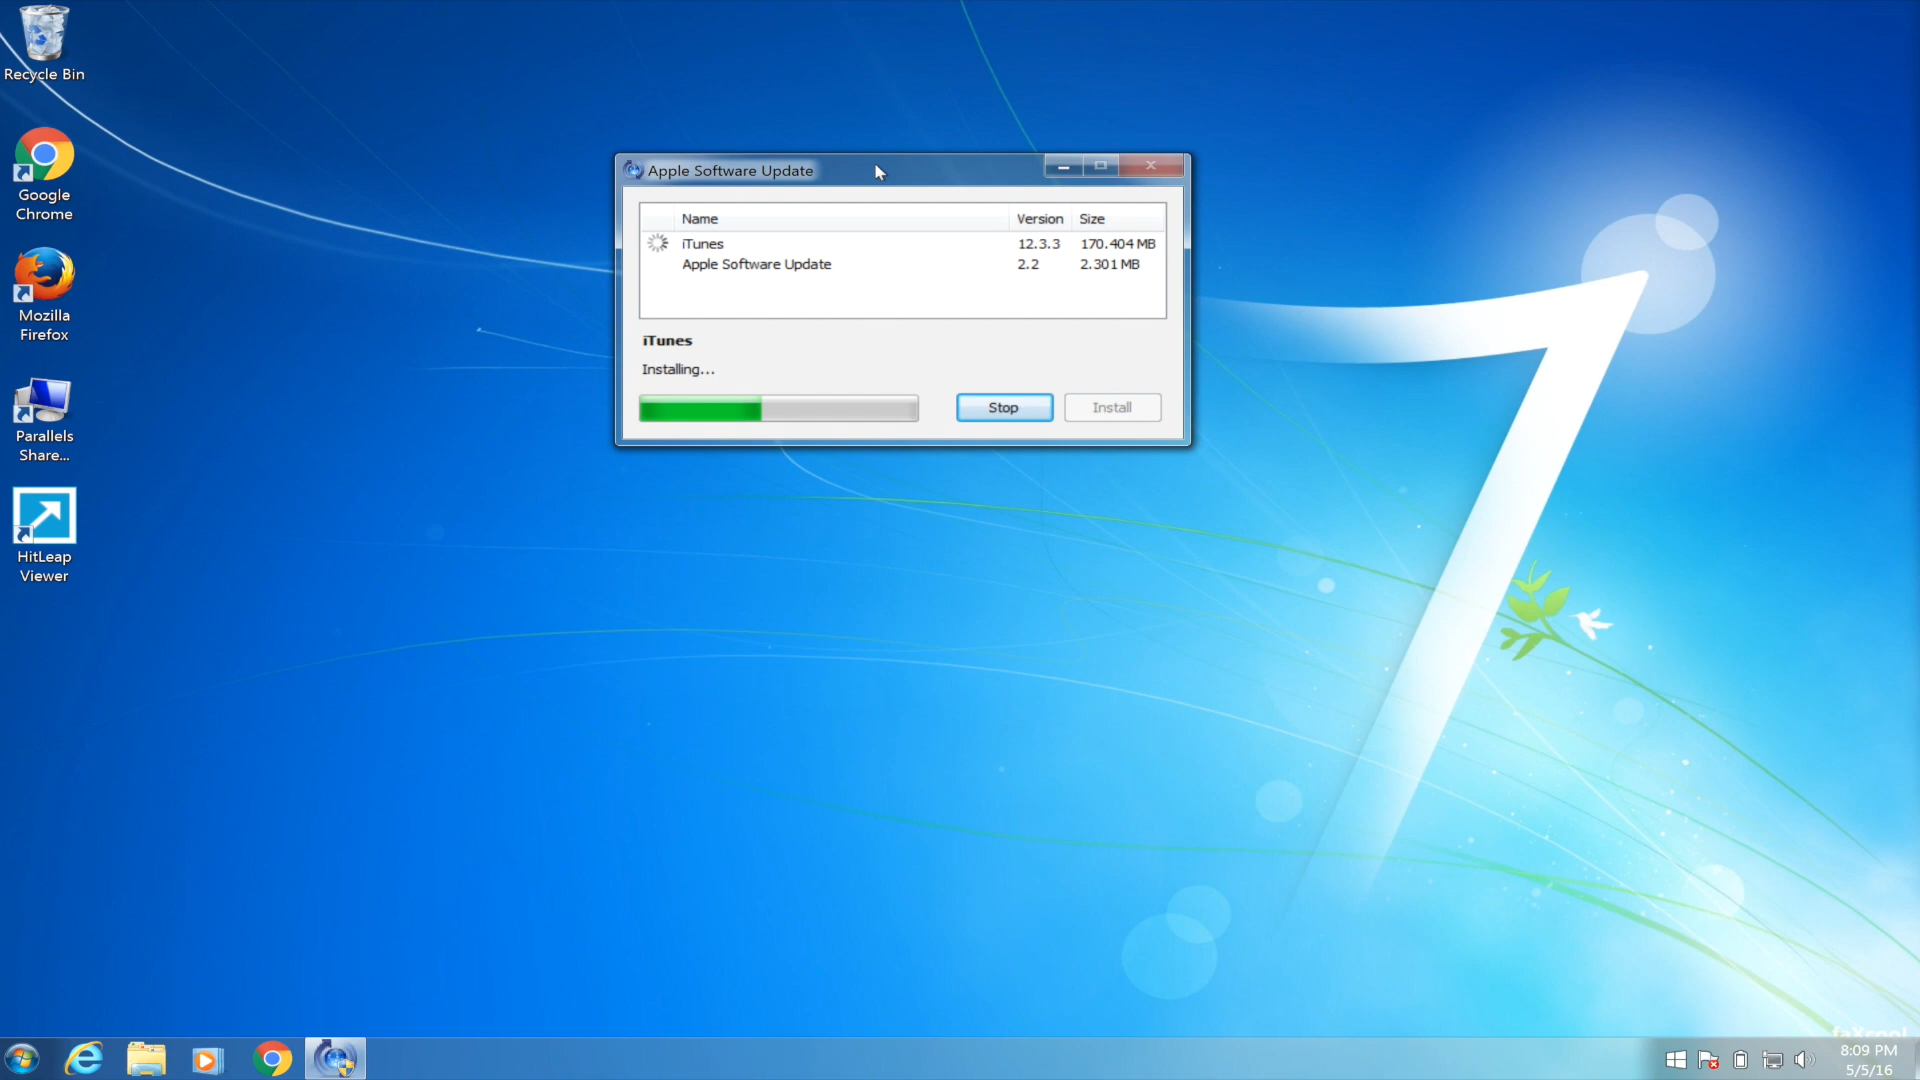 Recycle Bin
Google
Chrome
Mozilla
Firefox
Parallels
Share...
HitLeap
Viewer
Apple Software Update
Name Version Size
iTunes 12.3.3 170.404 MB
Apple Software Update 2.2 2.301 MB
iTunes
Installing...
Stop Install
7
8:09 PM
5/5/16